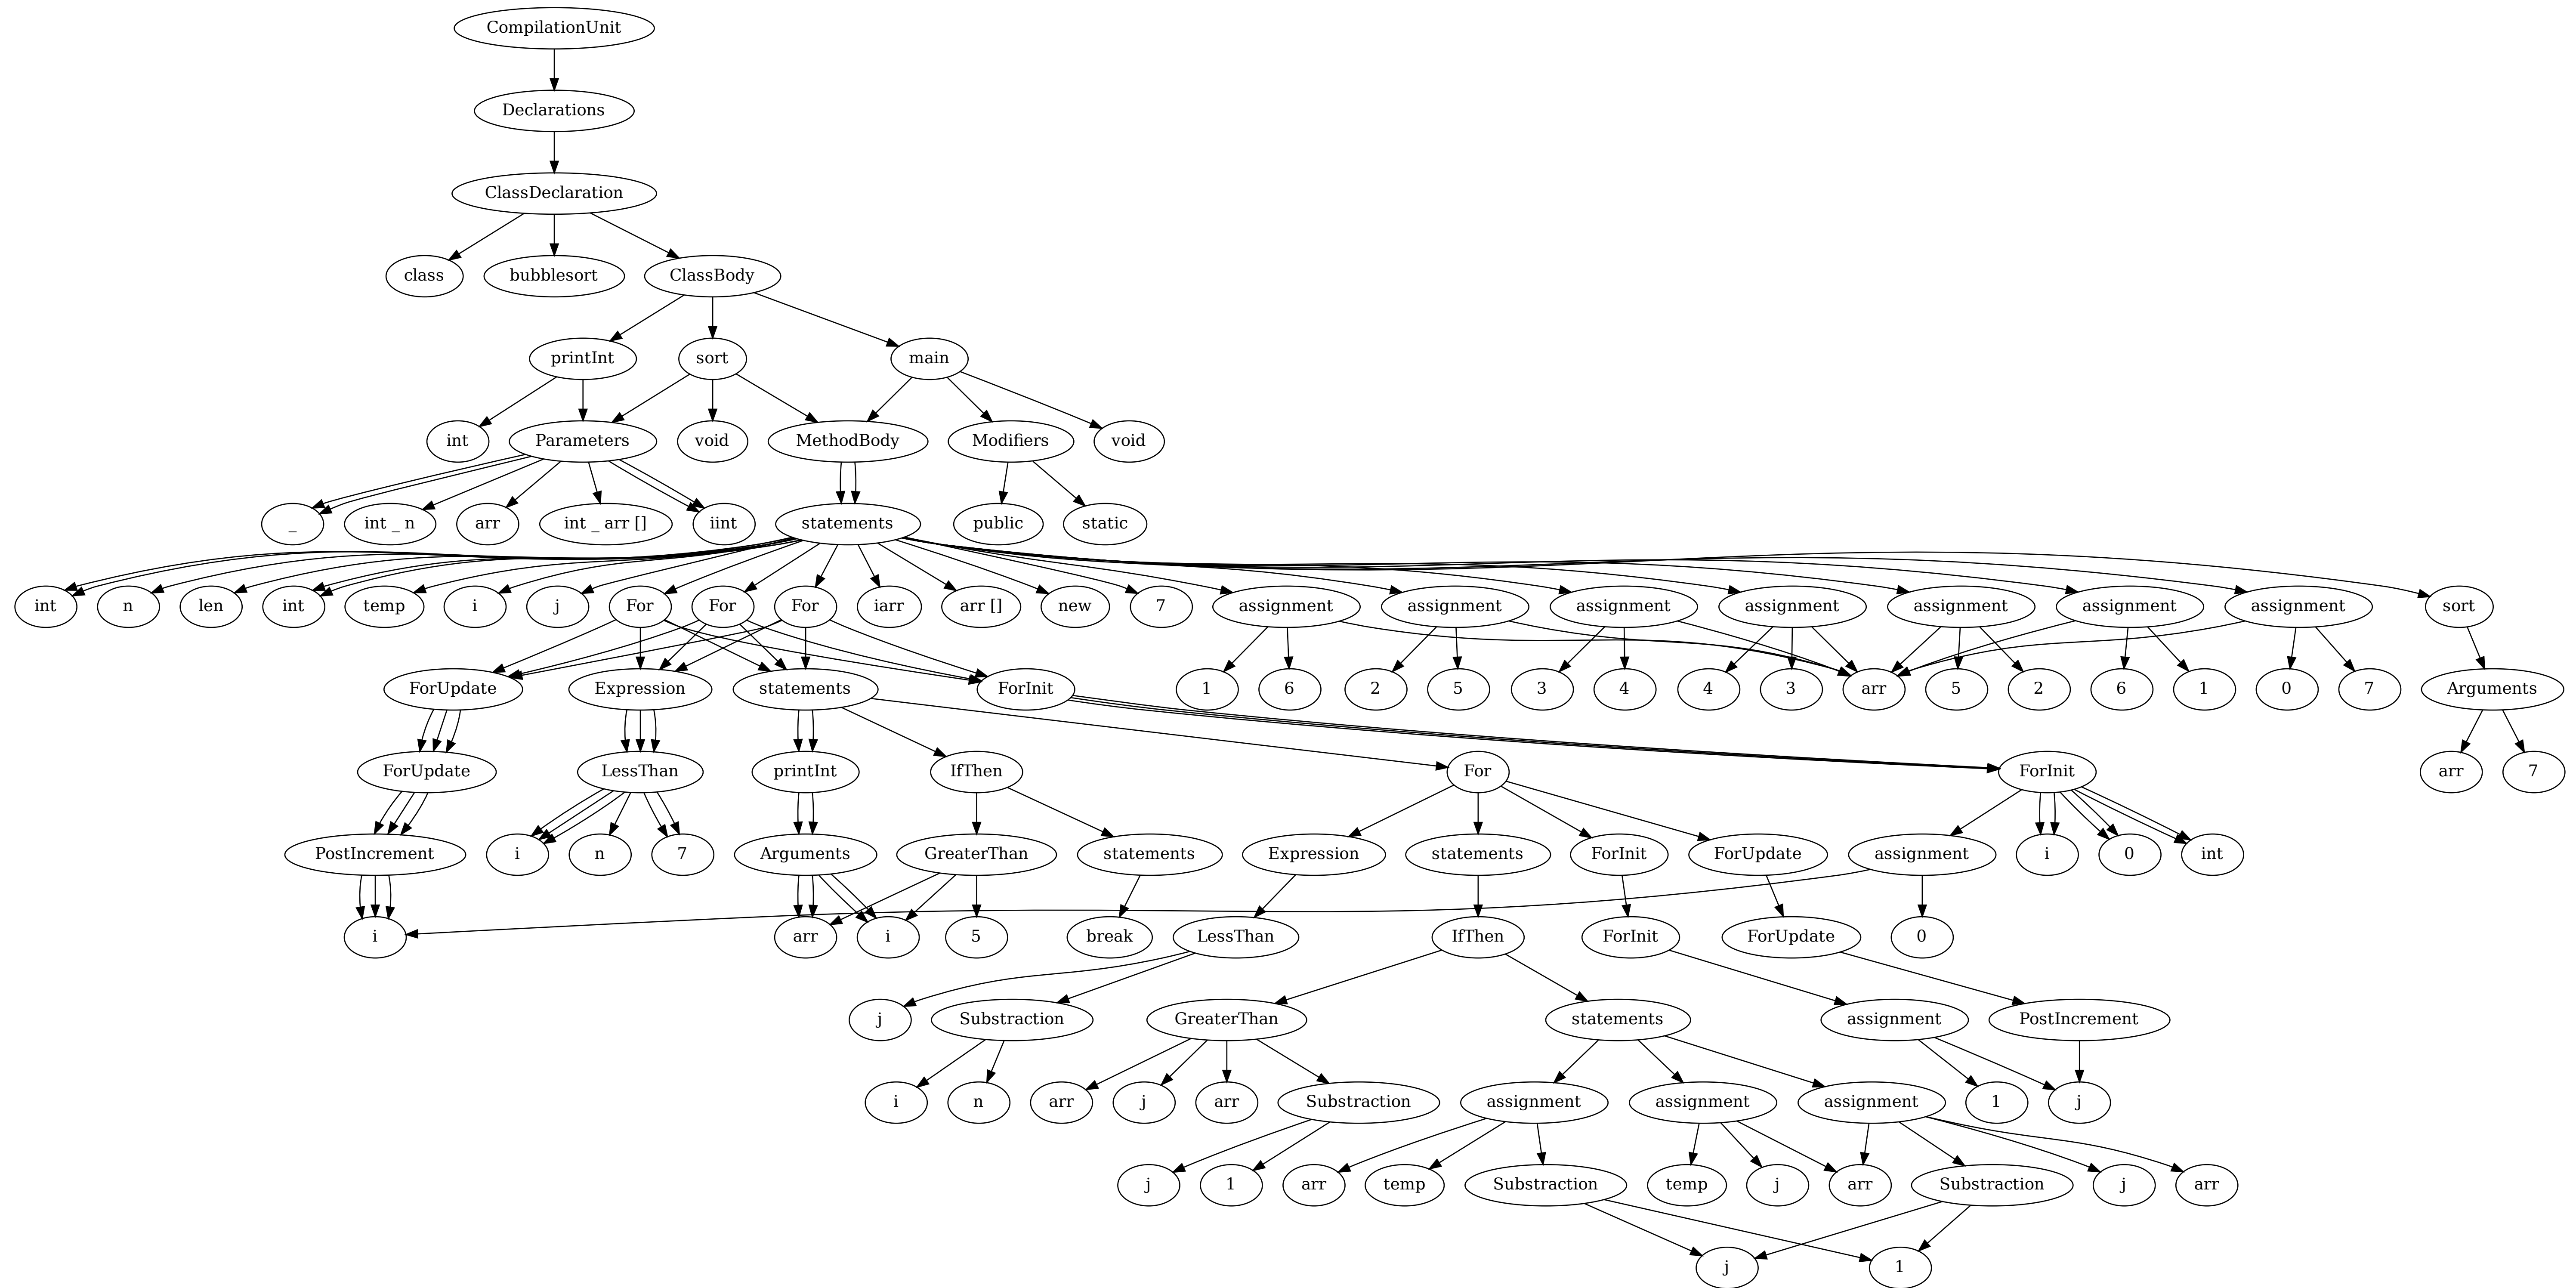 CompilationUnit
Declarations
ClassDeclaration
class bubblesort ClassBody
printInt sort main
int Parameters void MethodBody Modifiers void
_ int _ n arr int _ arr [] iint statements public static
int n len int temp i j For For For iarr arr [] new 7 assignment assignment assignment assignment assignment assignment assignment sort
ForUpdate Expression statements ForInit 1 6 2 5 3 4 4 3 arr 5 2 6 1 0 7 Arguments
ForUpdate LessThan printInt IfThen For ForInit arr 7
PostIncrement i n 7 Arguments GreaterThan statements Expression statements ForInit ForUpdate assignment i 0 int
i arr i 5 break LessThan IfThen ForInit ForUpdate 0
j Substraction GreaterThan statements assignment PostIncrement
i n arr j arr Substraction assignment assignment assignment 1 j
j 1 arr temp Substraction temp j arr Substraction j arr
j 1